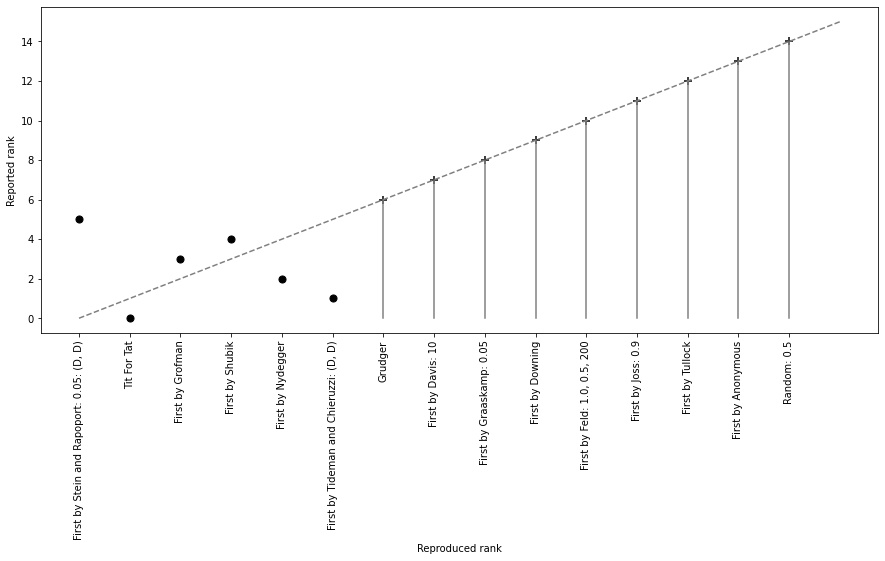 Reported rank
14
12
10
8
6
4
2
0
First by Stein and Rapoport: 0.05: (D, D)
Tit For Tat
First by Grofman
First by Shubik
First by Nydegger
First by Tideman and Chieruzzi: (D, D)
Grudger
First by Davis: 10
First by Graaskamp: 0.05
First by Downing
First by Feld: 1.0, 0.5, 200
First by Joss: 0.9
First by Tullock
First by Anonymous
Random: 0.5
Reproduced rank